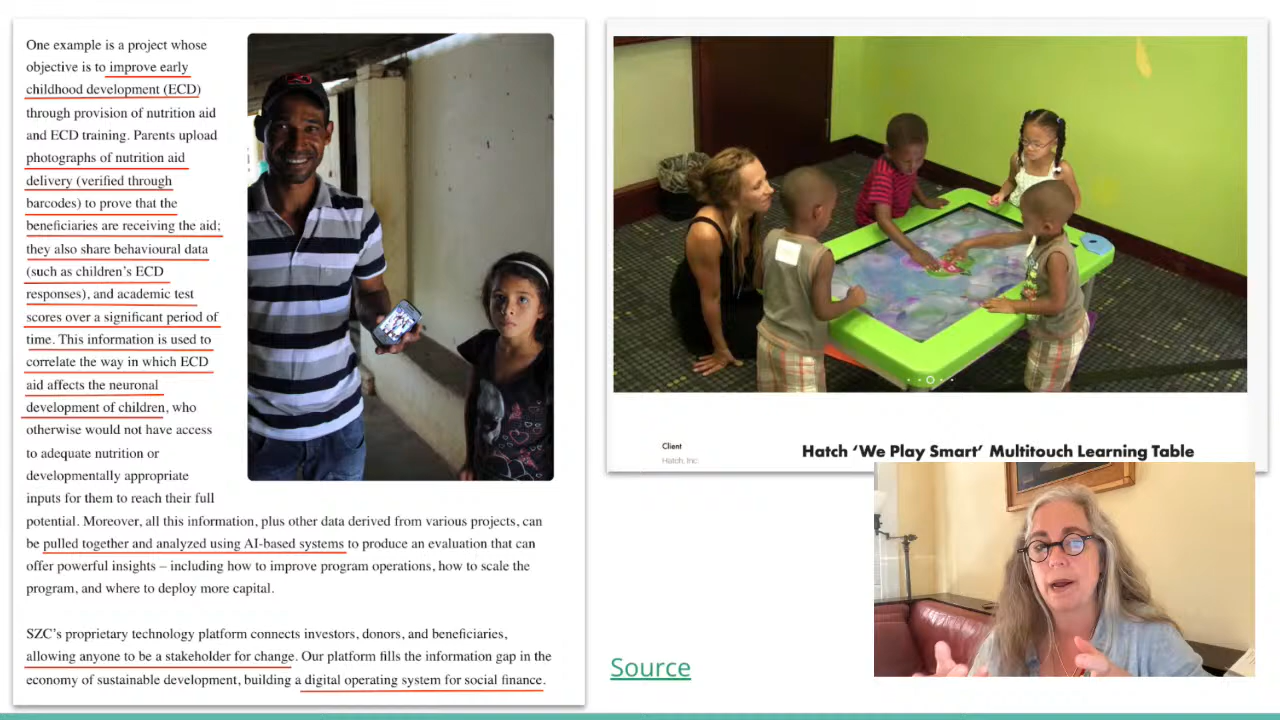 One example is a project whose
objective is to improve early
childhood development (ECD)
through provision of nutrition aid
and ECD training. Parents upload
photographs of nutrition aid
delivery (verified through
barcodes) to prove that the
beneficiaries are receiving the aid;
they also share behavioural data
(such as children's ECD
responses), and academic test
scores over a significant period of
time. This information is used to
correlate the way in which ECD
aid affects the neuronal
development of children, who
otherwise would not have access
to adequate nutrition or
developmentally appropriate
inputs for them to reach their full
potential. Moreover, all this information, plus other data derived from various projects, can
be pulled together and analyzed using AI-based systems to produce an evaluation that can
offer powerful insights – including how to improve program operations, how to scale the
program, and where to deploy more capital.
SZC's proprietary technology platform connects investors, donors, and beneficiaries,
allowing anyone to be a stakeholder for change. Our platform fills the information gap in the
economy of sustainable development, building a digital operating system for social finance.
Client
Hatch, Inc
Hatch 'We Play Smart' Multitouch Learning Table
Source